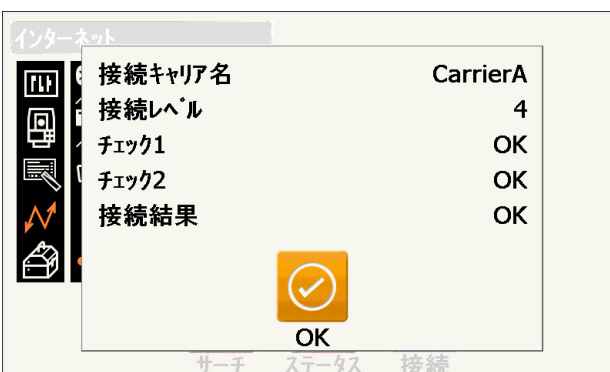 インターネット
接続キャリア名 CarrierA
接続レベル 4
チェック1 OK
チェック2 OK
接続結果 OK
OK
サーチ ステータス 接続